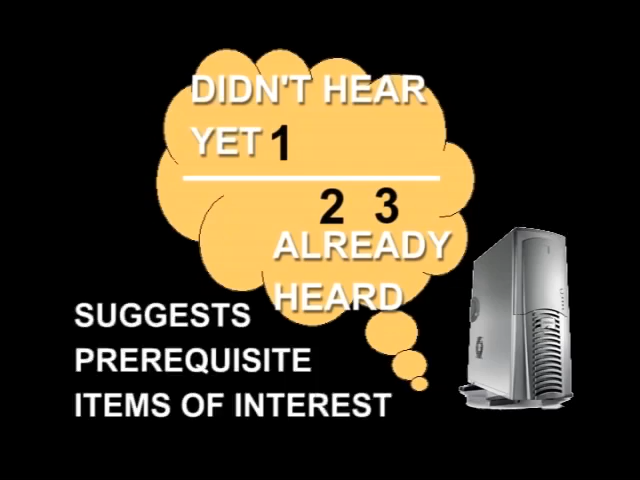 DIDN'T HEAR
YET 1
2 3
ALREADY
HEARD
SUGGESTS
PREREQUISITE
ITEMS OF INTEREST